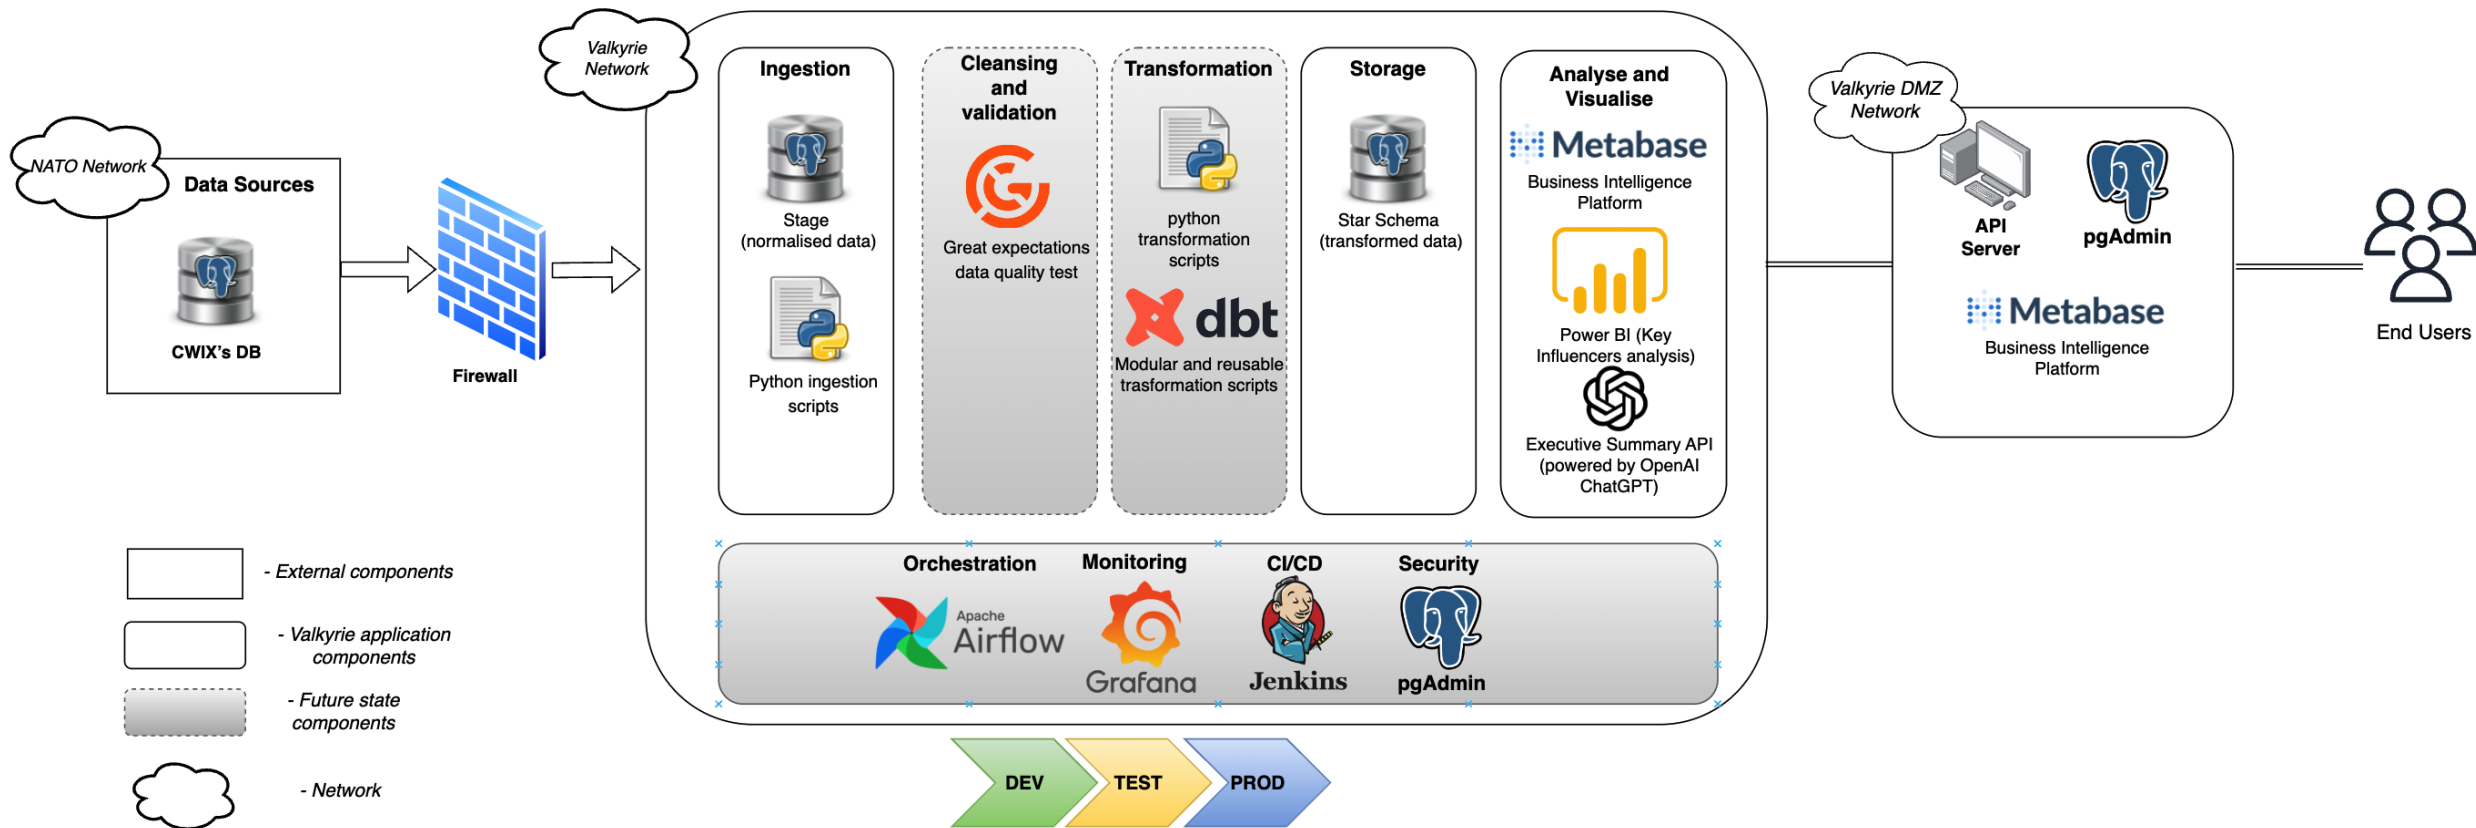 NATO Network
Data Sources
CWIX's DB
Firewall
Valkyrie
Network
Ingestion
Stage
(normalised data)
Python ingestion
scripts
Cleansing
and
validation
Great expectations
data quality test
Transformation
python
transformation
scripts
dbt
Modular and reusable
trasformation scripts
Storage
Star Schema
(transformed data)
Analyse and
Visualise
Metabase
Business Intelligence
Platform
Power BI (Key
Influencers analysis)
Executive Summary API
(powered by OpenAI
ChatGPT)
Orchestration
Apache
Airflow
Monitoring
Grafana
CI/CD
Jenkins
Security
pgAdmin
Valkyrie DMZ
Network
API
Server
pgAdmin
Metabase
Business Intelligence
Platform
End Users
- External components
- Valkyrie application
components
- Future state
components
- Network
DEV
TEST
PROD